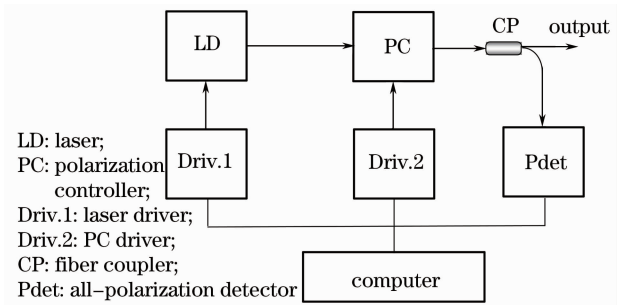 LD
PC
CP
output
Driv.1
Driv.2
Pdet
computer
LD: laser;
PC: polarization
controller;
Driv.1: laser driver;
Driv.2: PC driver;
CP: fiber coupler;
Pdet: all-polarization detector